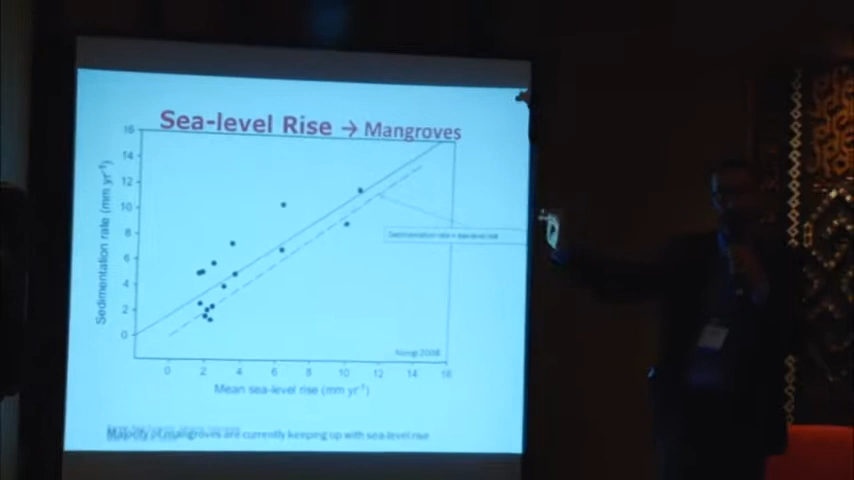 Sea-level Rise → Mangroves
Sedimentation rate (mm yr⁻¹)
16
14
12
10
8
6
4
2
0
Sedimentation rate = sea-level rise
0 2 4 6 8 10 12 14 16
Mean sea-level rise (mm yr⁻¹)
2008
Majority of mangroves are currently keeping up with sea-level rise